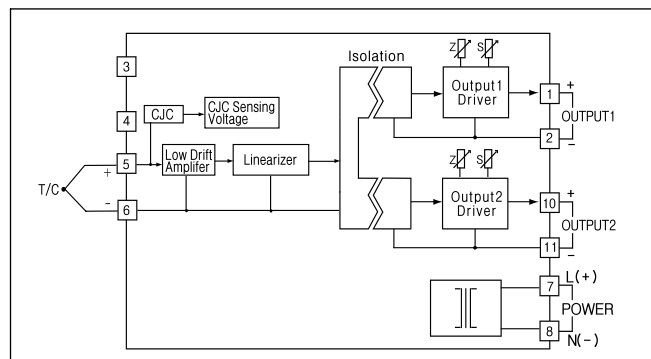 Isolation
Z S
3
Output1
Driver
1
+
OUTPUT1
2
-
4
CJC
CJC Sensing
Voltage
5
+
T/C
Low Drift
Amplifer
Linearizer
-
6
Z S
Output2
Driver
10
+
OUTPUT2
11
-
7
L(+)
POWER
8
N(-)